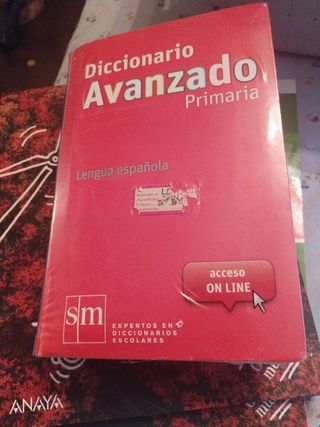 Diccionario
Avanzado
Primaria
Lengua española
acceso
ON LINE
sm
EXPERTOS EN
DICCIONARIOS
ESCOLARES
ANAYA